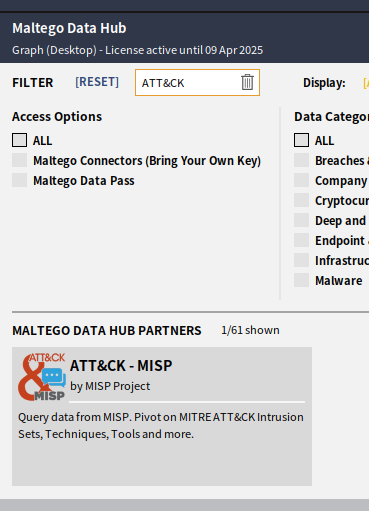 Maltego Data Hub
Graph (Desktop) - License active until 09 Apr 2025
FILTER [RESET] ATT&CK Display:
Access Options
ALL
Maltego Connectors (Bring Your Own Key)
Maltego Data Pass
Data Categor
ALL
Breaches &
Company
Cryptocur
Deep and
Endpoint
Infrastruc
Malware
MALTEGO DATA HUB PARTNERS 1/61 shown
ATT&CK
&
MISP
ATT&CK - MISP
by MISP Project
Query data from MISP. Pivot on MITRE ATT&CK Intrusion
Sets, Techniques, Tools and more.